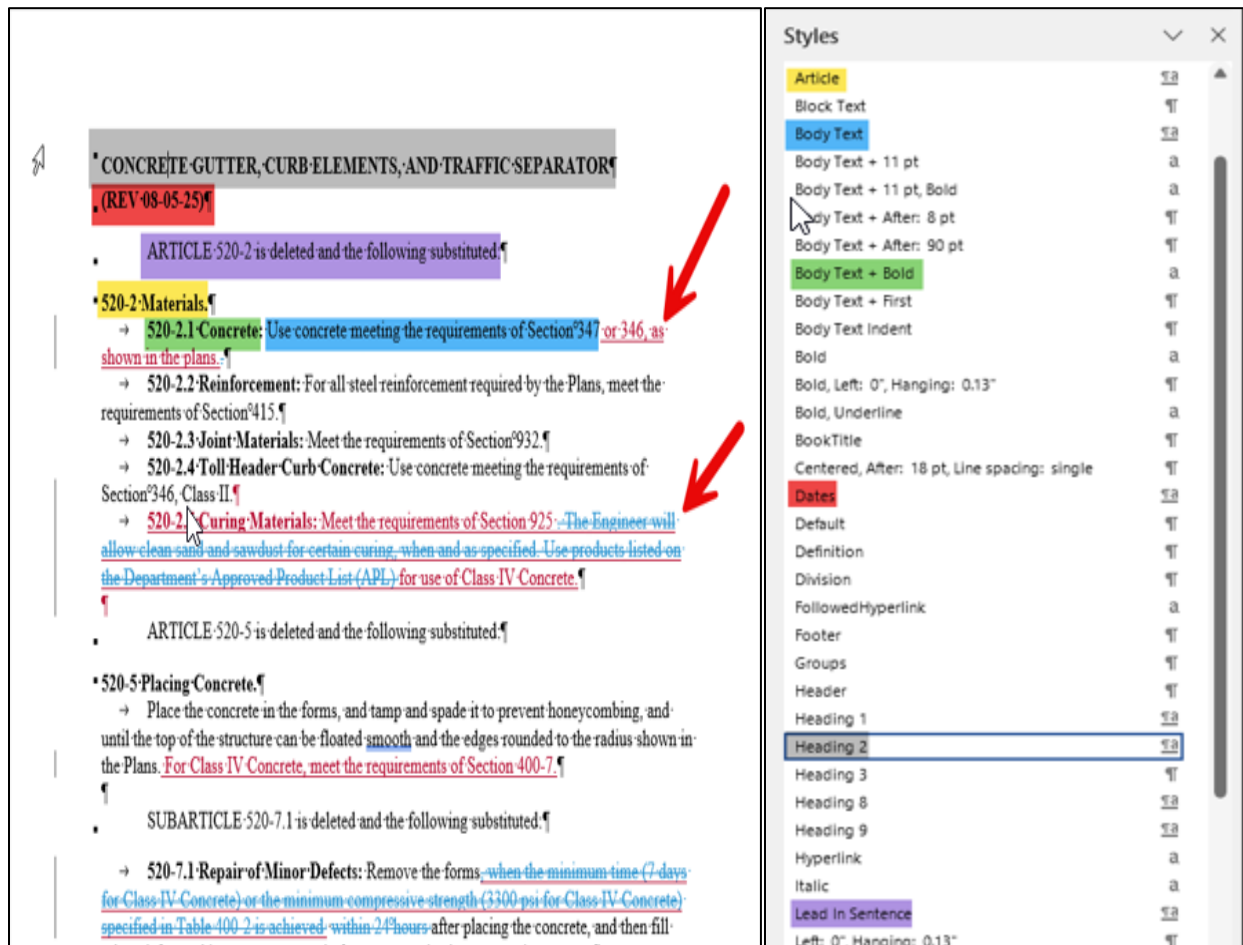 CONCRETE GUTTER, CURB ELEMENTS, AND TRAFFIC SEPARATOR¶
(REV 08-05-25)¶
ARTICLE 520-2 is deleted and the following substituted:¶
520-2 Materials.¶
→ 520-2.1 Concrete: Use concrete meeting the requirements of Section°347 or 346, as
shown in the plans. .¶
→ 520-2.2 Reinforcement: For all steel reinforcement required by the Plans, meet the
requirements of Section°415.¶
→ 520-2.3 Joint Materials: Meet the requirements of Section°932.¶
→ 520-2.4 Toll Header Curb Concrete: Use concrete meeting the requirements of
Section°346, Class II.¶
→ 520-2. Curing Materials: Meet the requirements of Section 925 . The Engineer will
allow clean sand and sawdust for certain curing, when and as specified. Use products listed on
the Department's Approved Product List (APL) for use of Class IV Concrete.¶
¶
ARTICLE 520-5 is deleted and the following substituted:¶
520-5 Placing Concrete.¶
→ Place the concrete in the forms, and tamp and spade it to prevent honeycombing, and
until the top of the structure can be floated smooth and the edges rounded to the radius shown in
the Plans. For Class IV Concrete, meet the requirements of Section 400-7.¶
¶
SUBARTICLE 520-7.1 is deleted and the following substituted:¶
→ 520-7.1 Repair of Minor Defects: Remove the forms, when the minimum time (7 days
for Class IV Concrete) or the minimum compressive strength (3300 psi for Class IV Concrete)
specified in Table 400-2 is achieved within 24°hours after placing the concrete, and then fill
Styles
Article ¶a
Block Text ¶
Body Text ¶a
Body Text + 11 pt a
Body Text + 11 pt, Bold a
dy Text + After: 8 pt ¶
Body Text + After: 90 pt ¶
Body Text + Bold a
Body Text + First ¶
Body Text Indent ¶
Bold a
Bold, Left: 0", Hanging: 0.13" ¶
Bold, Underline a
BookTitle ¶
Centered, After: 18 pt, Line spacing: single ¶
Dates ¶a
Default ¶
Definition ¶
Division ¶
FollowedHyperlink a
Footer ¶
Groups ¶
Header ¶
Heading 1 ¶a
Heading 2 ¶a
Heading 3 ¶
Heading 8 ¶a
Heading 9 ¶a
Hyperlink a
Italic a
Lead In Sentence ¶a
Left: 0", Hanging: 0.13" ¶